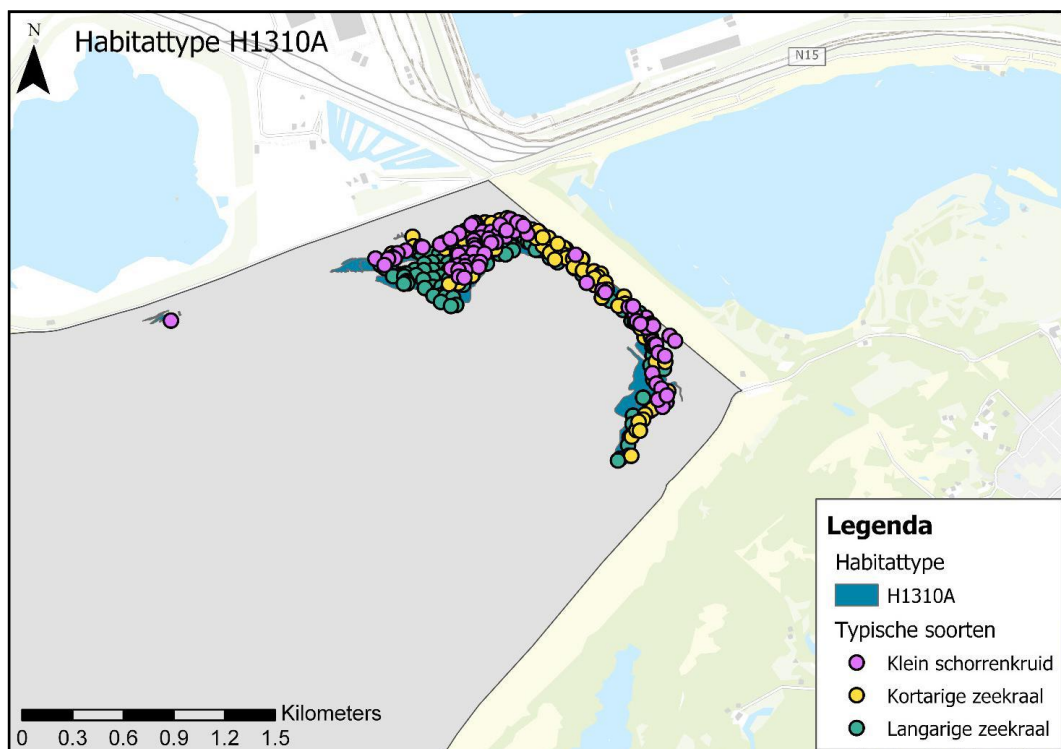 N
Habitattype H1310A
N15
Legenda
Habitattype
H1310A
Typische soorten
Klein schorrenkruid
Kortarige zeekraal
Langarige zeekraal
Kilometers
0 0.3 0.6 0.9 1.2 1.5